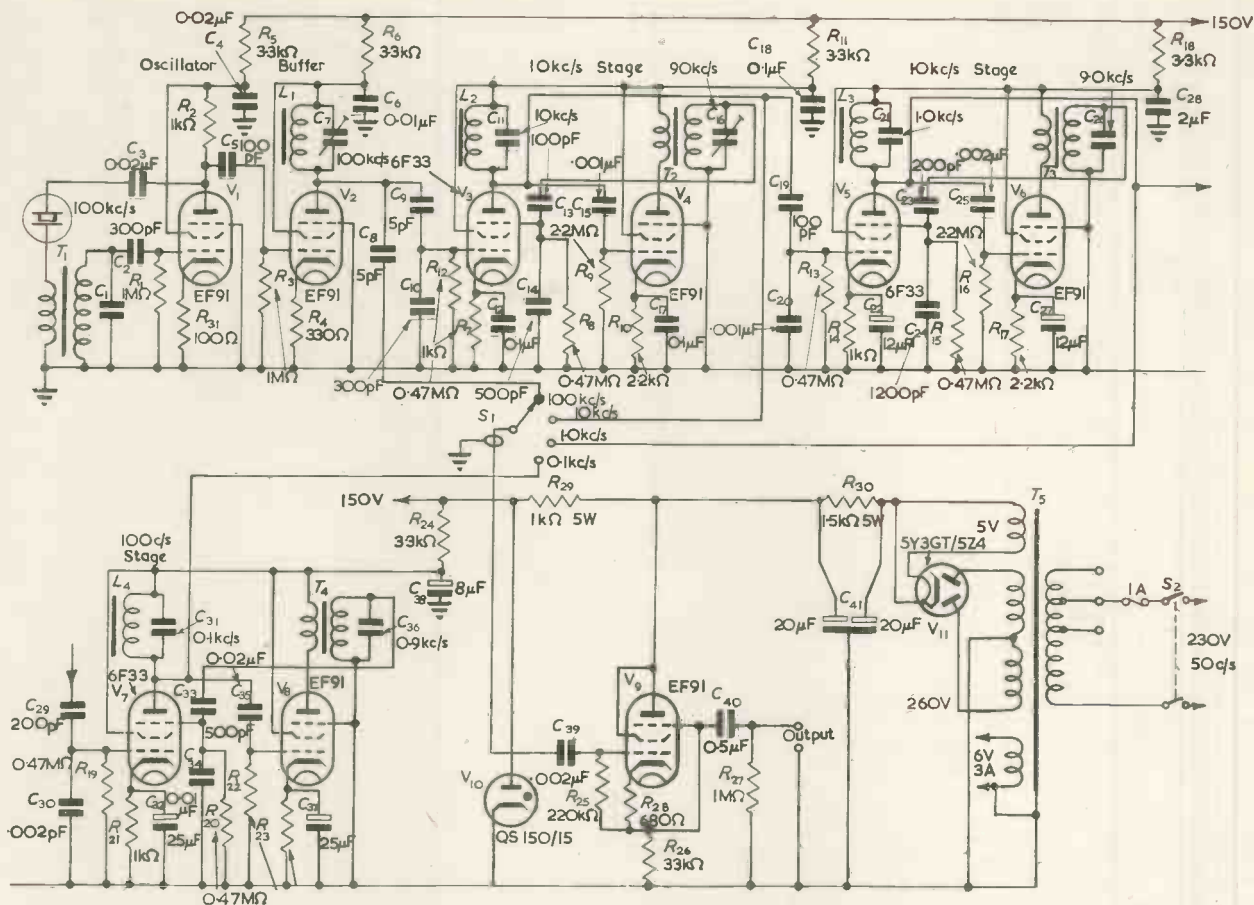 0.02μF
C4
R5
3.3kΩ
R6
3.3kΩ
150V
Oscillator
Buffer
C6
0.01μF
L1
C7
100kc/s
R2
1kΩ
C3
0.02μF
C5
100
PF
V1
V2
100kc/s
300pF
T1
C1
C2
R1
1MΩ
EF91
R31
100Ω
R3
1MΩ
EF91
R4
330Ω
C8
5pF
C9
5pF
C10
300pF
10kc/s Stage
90kc/s
L2
C11
10kc/s
100pF
6F33
V3
.001μF
C13
C15
2.2MΩ
R12
R7
1kΩ
0.47MΩ
C12
0.1μF
C14
500pF
R8
0.47MΩ
R9
R10
2.2kΩ
T2
C16
V4
EF91
C17
0.1μF
C18
0.1μF
R11
3.3kΩ
C19
100
PF
C20
.001μF
1.0kc/s Stage
9.0kc/s
L3
C21
1.0kc/s
200pF
.002μF
V5
6F33
R13
0.47MΩ
R14
1kΩ
C22
12μF
C23
C24
1200pF
R15
0.47MΩ
C25
2.2MΩ
R16
R17
2.2kΩ
T3
C26
V6
EF91
C27
12μF
R18
3.3kΩ
C28
2μF
S1
100kc/s
10kc/s
1.0kc/s
0.1kc/s
150V
R29
1kΩ 5W
R24
3.3kΩ
C38
8μF
R30
1.5kΩ 5W
T5
5V
5Y3GT/5Z4
V11
C41
20μF
20μF
260V
6V
3A
1A
S2
230V
50c/s
100c/s
Stage
L4
C31
0.1kc/s
T4
C36
0.9kc/s
0.02μF
6F33
V7
C33
500pF
C35
V8
EF91
C29
200pF
0.47MΩ
R19
C30
.002pF
R21
1kΩ
C32
25μF
C34
0.01
μF
R20
R22
R23
0.47MΩ
C37
25μF
V10
QS 150/15
C39
.002μF
V9
EF91
R25
220kΩ
R28
680Ω
R26
33kΩ
C40
0.5μF
R27
1MΩ
Output